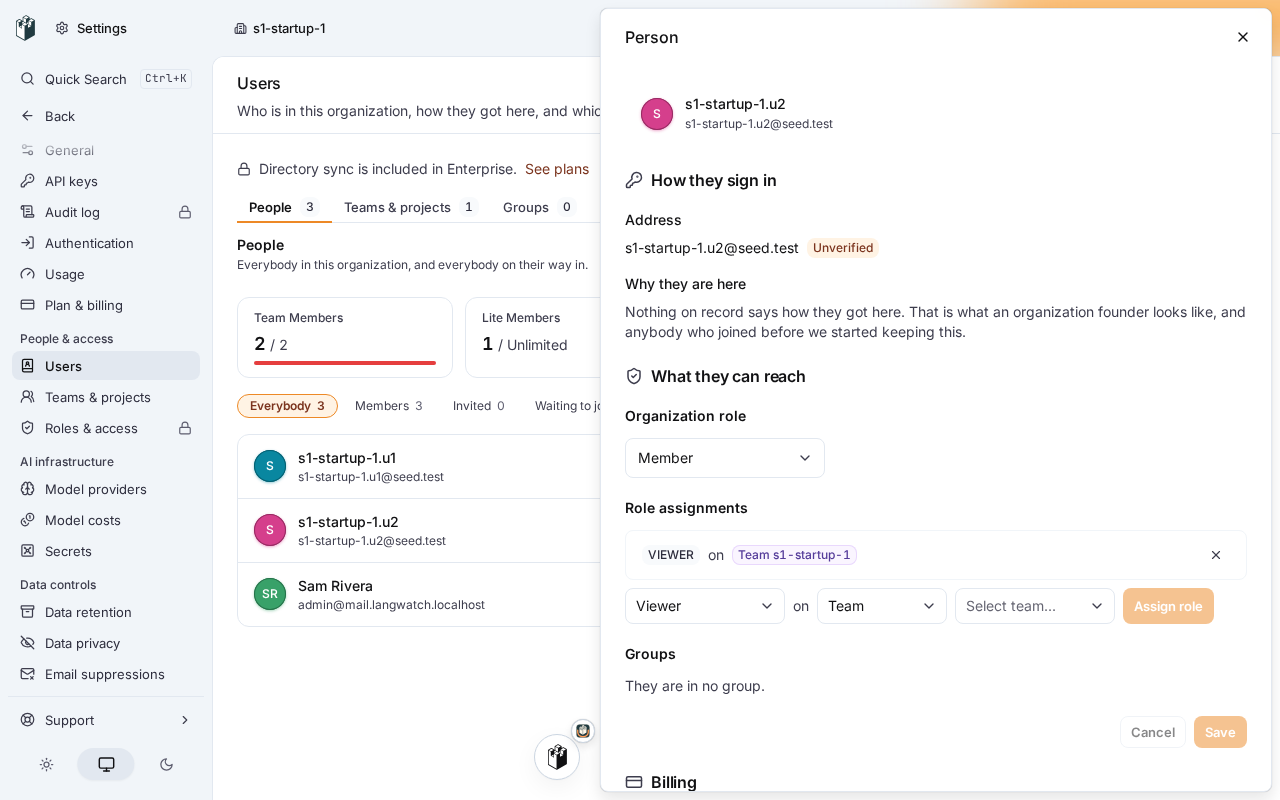 Settings
s1-startup-1
Quick Search Ctrl+K
Back
General
API keys
Audit log
Authentication
Usage
Plan & billing
People & access
Users
Teams & projects
Roles & access
AI infrastructure
Model providers
Model costs
Secrets
Data controls
Data retention
Data privacy
Email suppressions
Support
Users
Who is in this organization, how they got here, and
Directory sync is included in Enterprise. See plans
People 3 Teams & projects 1 Groups 0
People
Everybody in this organization, and everybody on their way in.
Team Members
2 / 2
Lite Members
1 / Unlimited
Everybody 3 Members 3 Invited 0 Waiting to
S
s1-startup-1.u1
s1-startup-1.u1@seed.test
S
s1-startup-1.u2
s1-startup-1.u2@seed.test
SR
Sam Rivera
admin@mail.langwatch.localhost
Person
S
s1-startup-1.u2
s1-startup-1.u2@seed.test
How they sign in
Address
s1-startup-1.u2@seed.test Unverified
Why they are here
Nothing on record says how they got here. That is what an organization founder looks like, and
anybody who joined before we started keeping this.
What they can reach
Organization role
Member
Role assignments
VIEWER on Team s1-startup-1
Viewer on Team Select team... Assign role
Groups
They are in no group.
Cancel Save
Billing